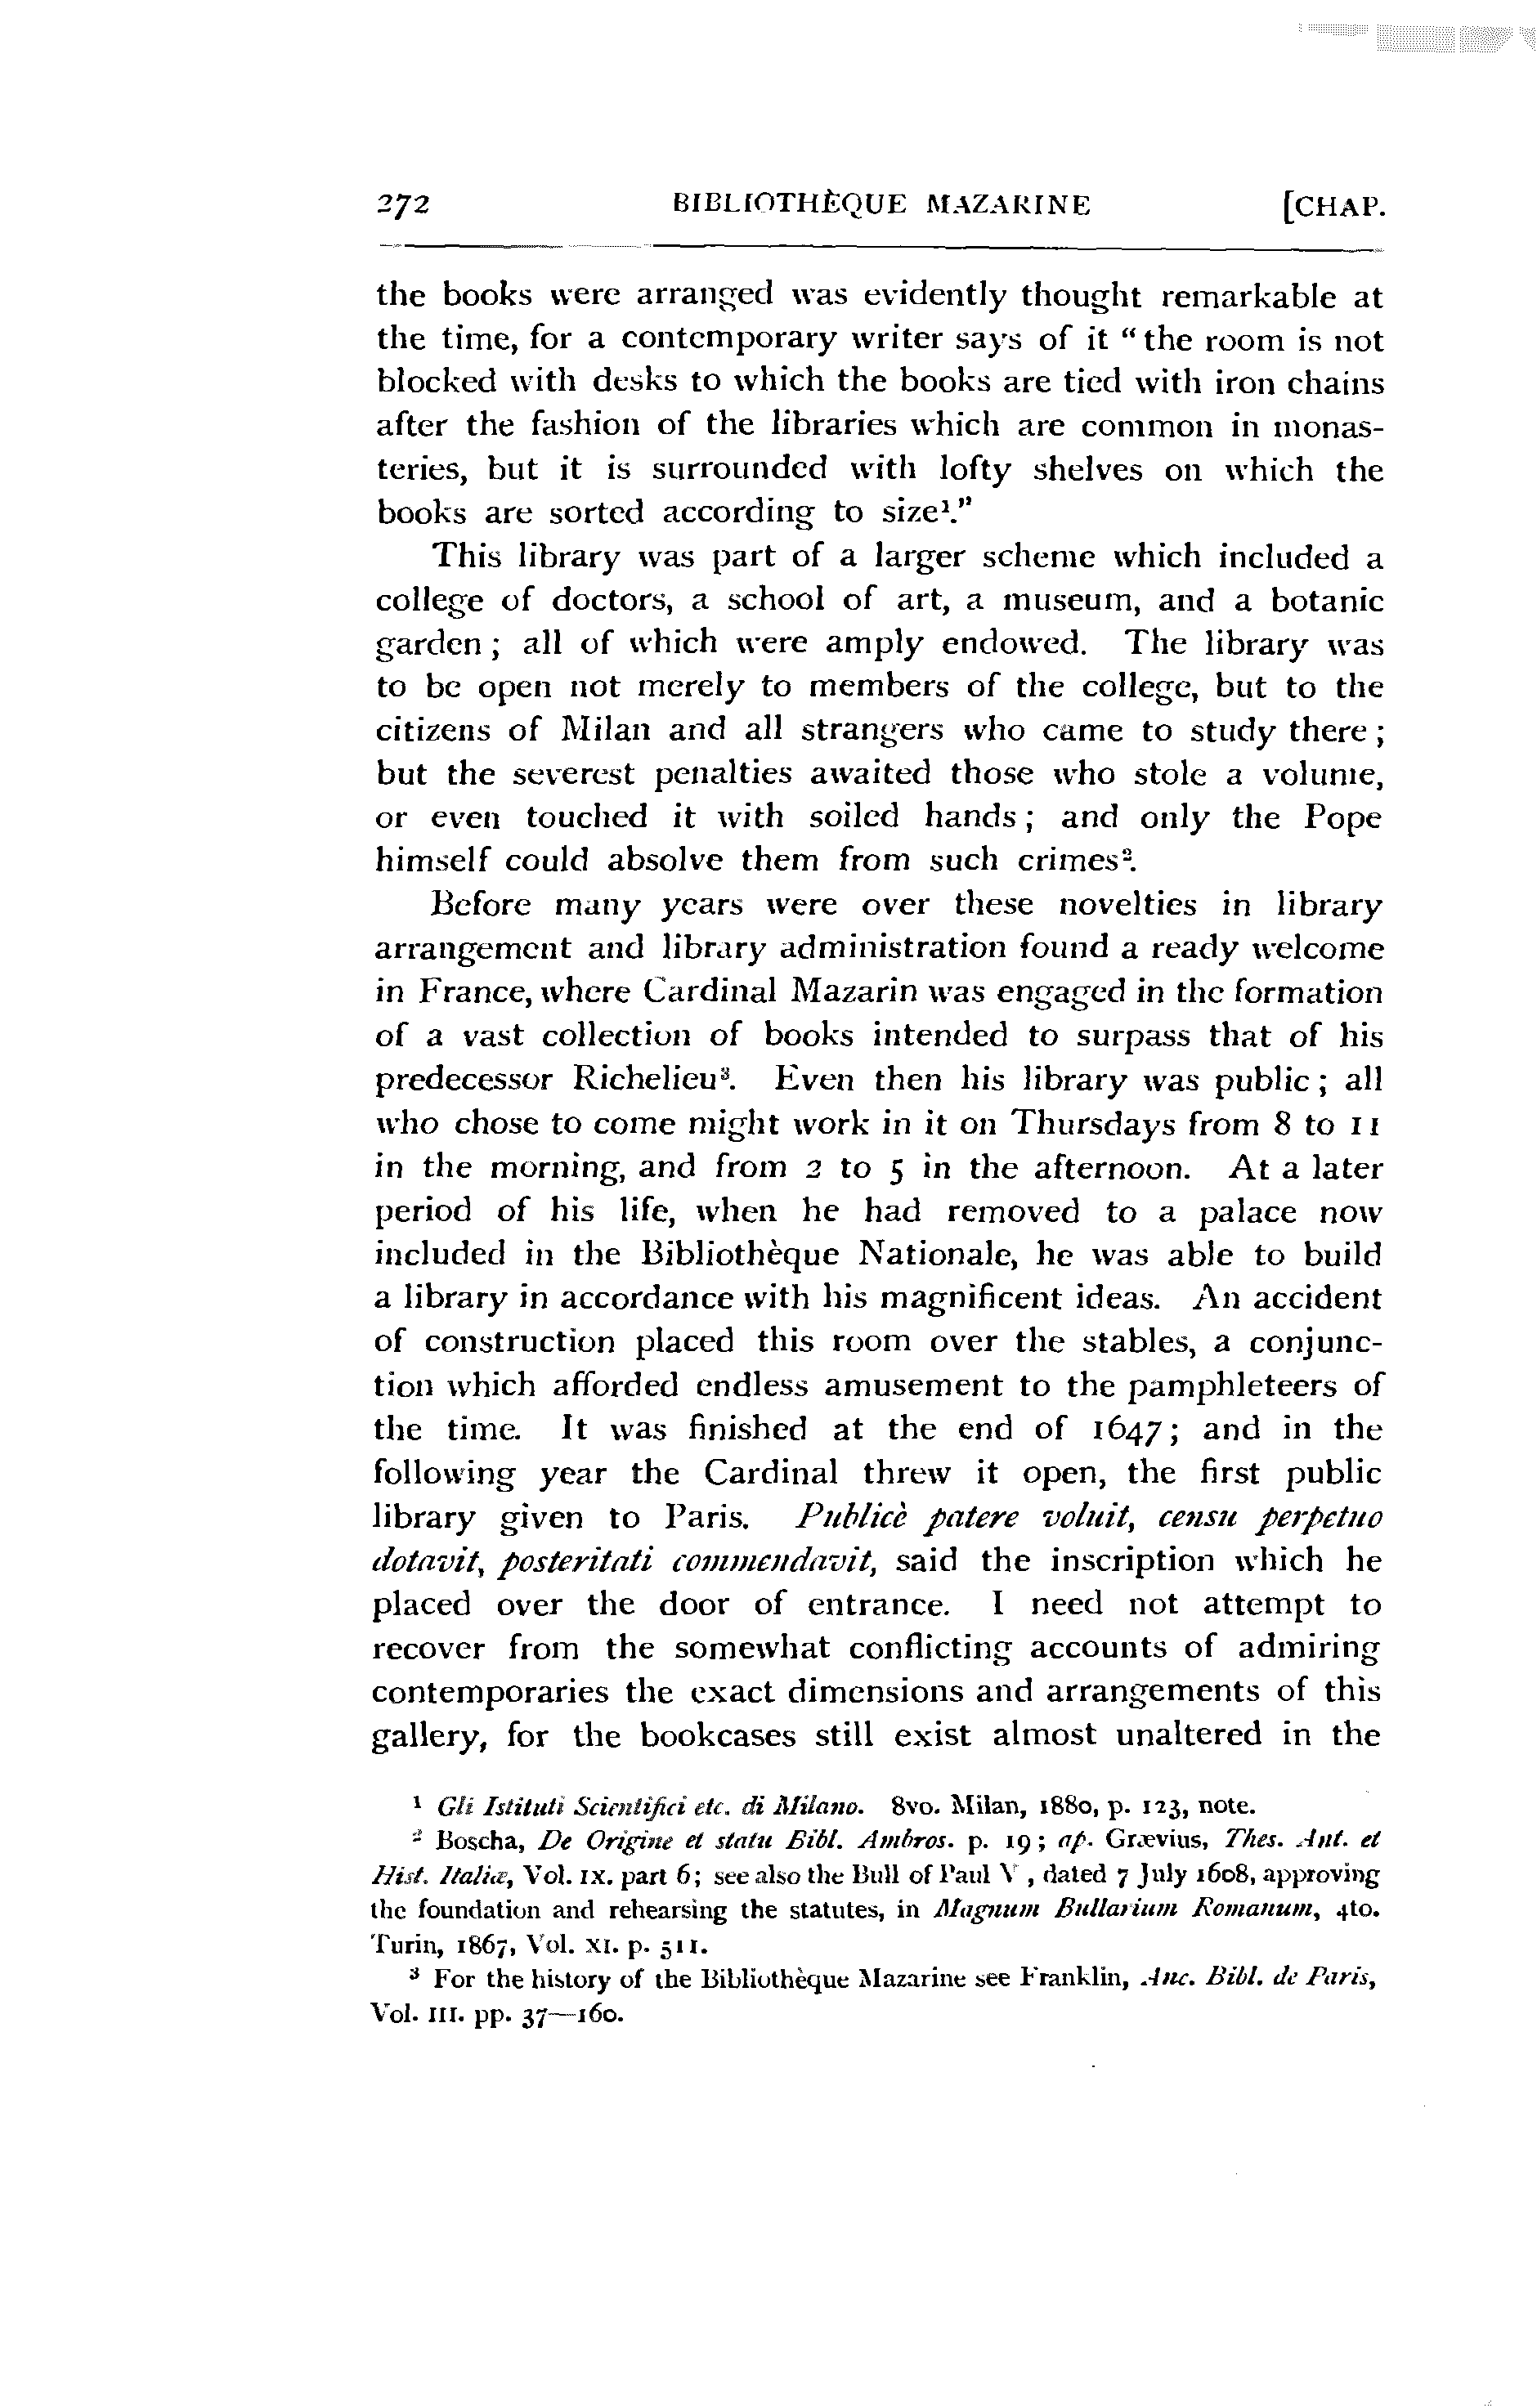 272 BIBLIOTHÈQUE MAZARINE [CHAP.
the books were arranged was evidently thought remarkable at
the time, for a contemporary writer says of it “the room is not
blocked with desks to which the books are tied with iron chains
after the fashion of the libraries which are common in monas-
teries, but it is surrounded with lofty shelves on which the
books are sorted according to size¹.”
This library was part of a larger scheme which included a
college of doctors, a school of art, a museum, and a botanic
garden; all of which were amply endowed. The library was
to be open not merely to members of the college, but to the
citizens of Milan and all strangers who came to study there;
but the severest penalties awaited those who stole a volume,
or even touched it with soiled hands; and only the Pope
himself could absolve them from such crimes².
Before many years were over these novelties in library
arrangement and library administration found a ready welcome
in France, where Cardinal Mazarin was engaged in the formation
of a vast collection of books intended to surpass that of his
predecessor Richelieu³. Even then his library was public; all
who chose to come might work in it on Thursdays from 8 to 11
in the morning, and from 2 to 5 in the afternoon. At a later
period of his life, when he had removed to a palace now
included in the Bibliothèque Nationale, he was able to build
a library in accordance with his magnificent ideas. An accident
of construction placed this room over the stables, a conjunc-
tion which afforded endless amusement to the pamphleteers of
the time. It was finished at the end of 1647; and in the
following year the Cardinal threw it open, the first public
library given to Paris. Publicè patere voluit, censu perpetuo
dotavit, posteritati commendavit, said the inscription which he
placed over the door of entrance. I need not attempt to
recover from the somewhat conflicting accounts of admiring
contemporaries the exact dimensions and arrangements of this
gallery, for the bookcases still exist almost unaltered in the
¹ Gli Istituti Scientifici etc. di Milano. 8vo. Milan, 1880, p. 123, note.
² Boscha, De Origine et statu Bibl. Ambros. p. 19; ap. Grævius, Thes. Ant. et
Hist. Italiæ, Vol. IX. part 6; see also the Bull of Paul V, dated 7 July 1608, approving
the foundation and rehearsing the statutes, in Magnum Bullarium Romanum, 4to.
Turin, 1867, Vol. XI. p. 511.
³ For the history of the Bibliothèque Mazarine see Franklin, Anc. Bibl. de Paris,
Vol. III. pp. 37—160.